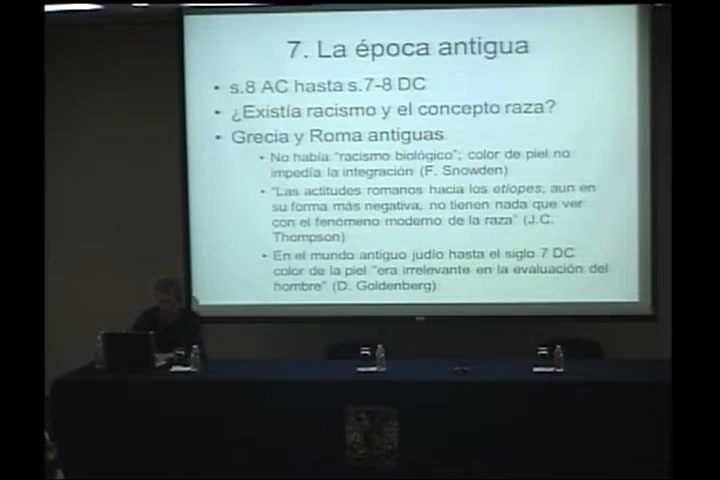 7. La época antigua
• s.8 AC hasta s.7-8 DC
• ¿Existía racismo y el concepto raza?
• Grecia y Roma antiguas
• No había "racismo biológico"; color de piel no
impedía la integración (F. Snowden)
• "Las actitudes romanos hacia los etíopes, aun en
su forma más negativa, no tienen nada que ver
con el fenómeno moderno de la raza" (J.C.
Thompson)
• En el mundo antiguo judío hasta el siglo 7 DC
color de la piel "era irrelevante en la evaluación del
hombre" (D. Goldenberg)